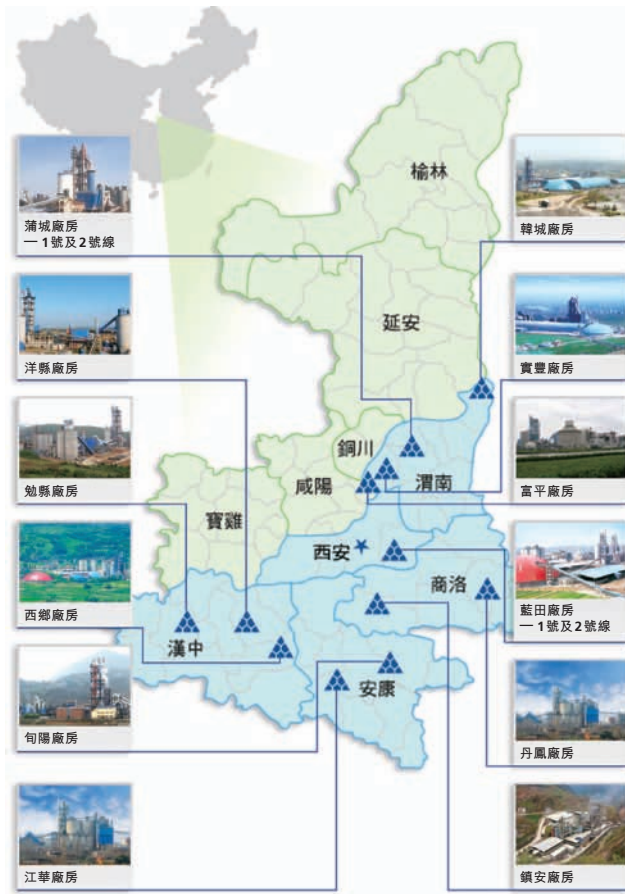 榆林
蒲城廠房
一 1號及2號線
韓城廠房
延安
洋縣廠房
實豐廠房
銅川
咸陽
渭南
勉縣廠房
富平廠房
寶雞
西安
商洛
西鄉廠房
藍田廠房
一 1號及2號線
漢中
安康
旬陽廠房
丹鳳廠房
江華廠房
鎮安廠房